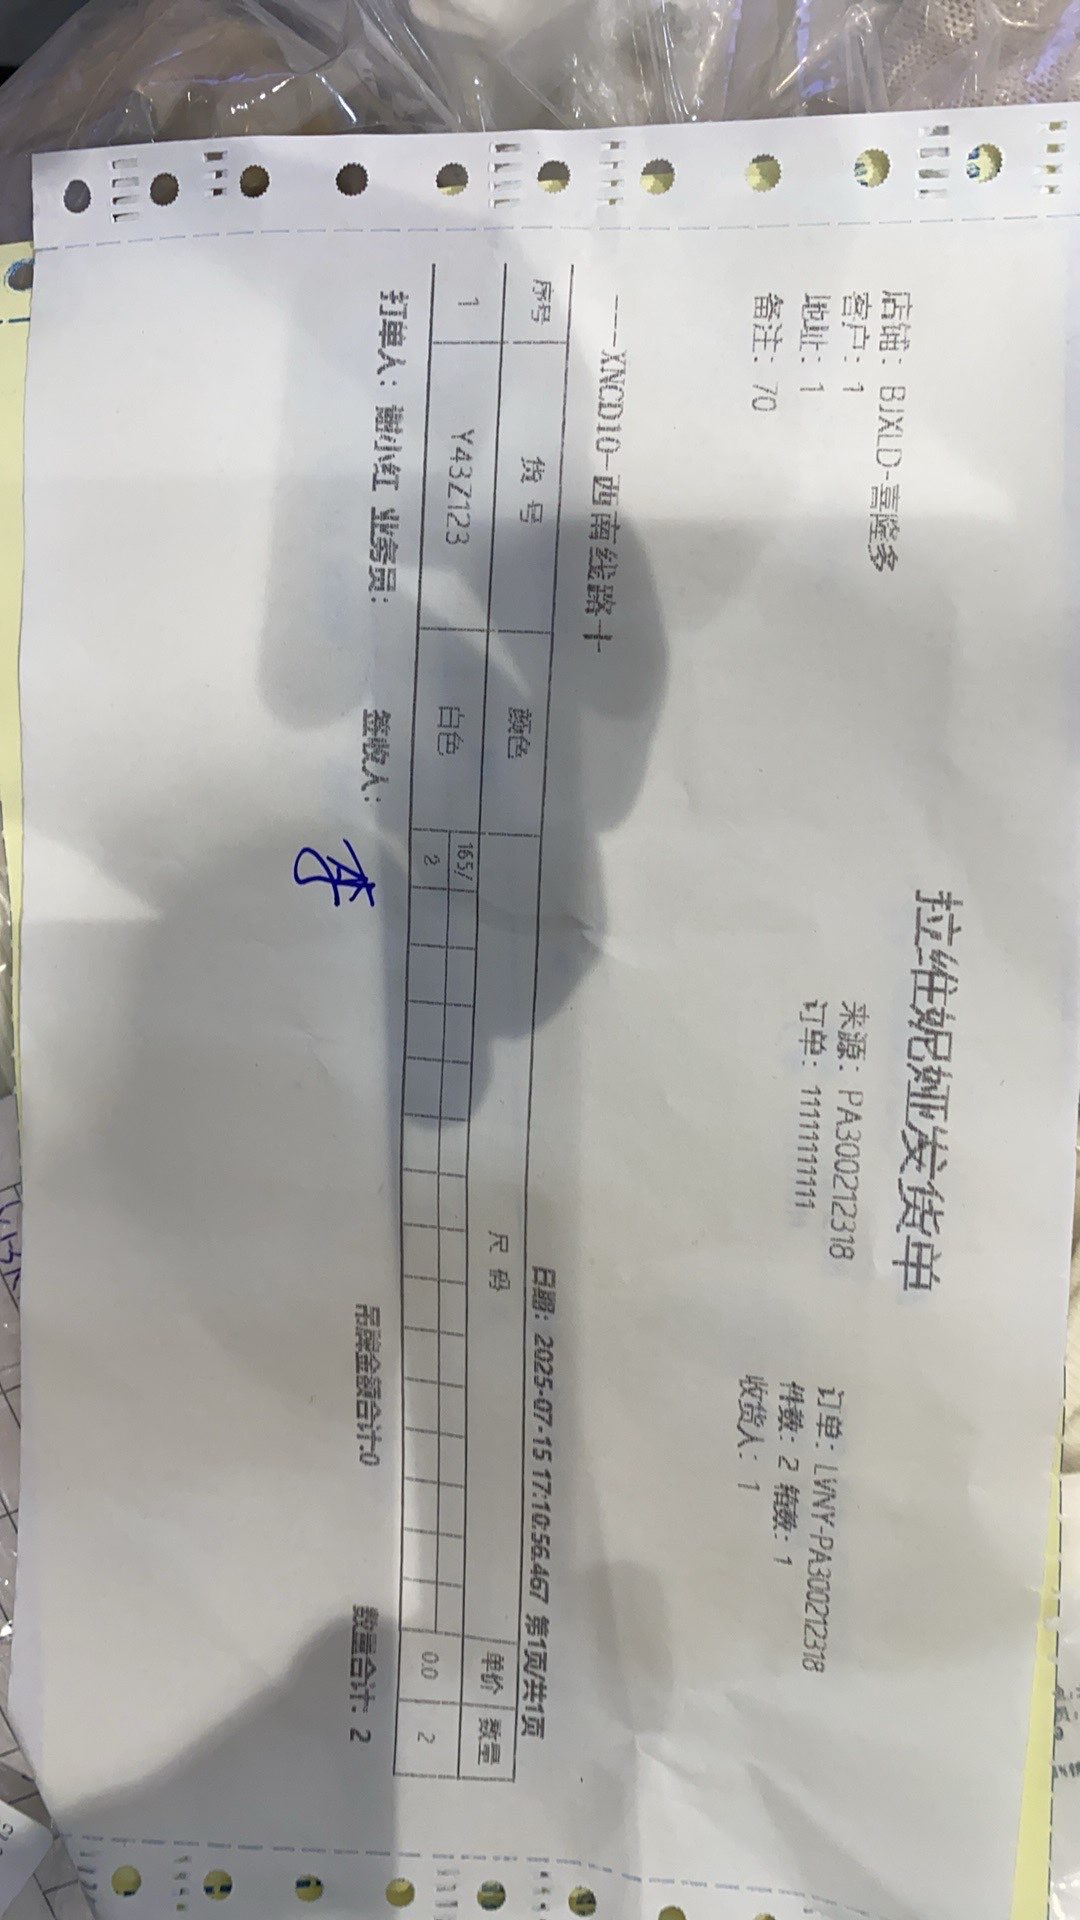 拉维妮娅发货单
店铺：BJXLD-喜隆多
客户：1 来源：PA300212318 订单：LVNY-PA300212318
地址：1 订单：11111111111 件数：2 箱数：1
备注：70 收货人：1
----XNCD10-西南线路十 日期：2025-07-15 17:10:56.467 第1页/共1页
序号 货号 颜色 尺码 单价 数量
1 Y43Z123 白色 165/ 0.0 2
2
打单人：谢小红 业务员： 签收人：李 吊牌金额合计:0 数量合计：2